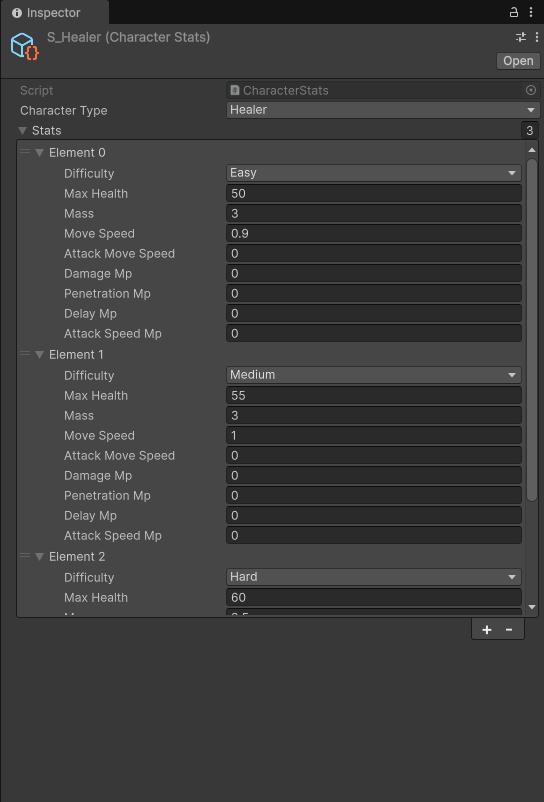 Inspector
S_Healer (Character Stats)
Open
Script CharacterStats
Character Type Healer
Stats 3
Element 0
Difficulty Easy
Max Health 50
Mass 3
Move Speed 0.9
Attack Move Speed 0
Damage Mp 0
Penetration Mp 0
Delay Mp 0
Attack Speed Mp 0
Element 1
Difficulty Medium
Max Health 55
Mass 3
Move Speed 1
Attack Move Speed 0
Damage Mp 0
Penetration Mp 0
Delay Mp 0
Attack Speed Mp 0
Element 2
Difficulty Hard
Max Health 60
+ -